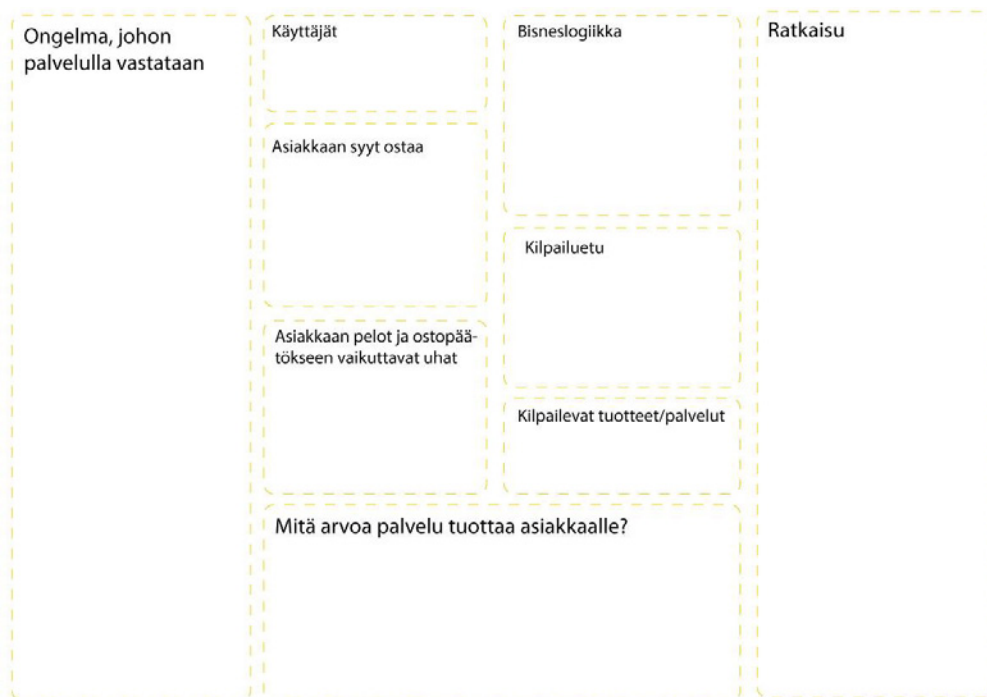 Ongelma, johon
palvelulla vastataan
Käyttäjät
Asiakkaan syyt ostaa
Asiakkaan pelot ja ostopää-
tökseen vaikuttavat uhat
Bisneslogiikka
Kilpailuetu
Kilpailevat tuotteet/palvelut
Mitä arvoa palvelu tuottaa asiakkaalle?
Ratkaisu